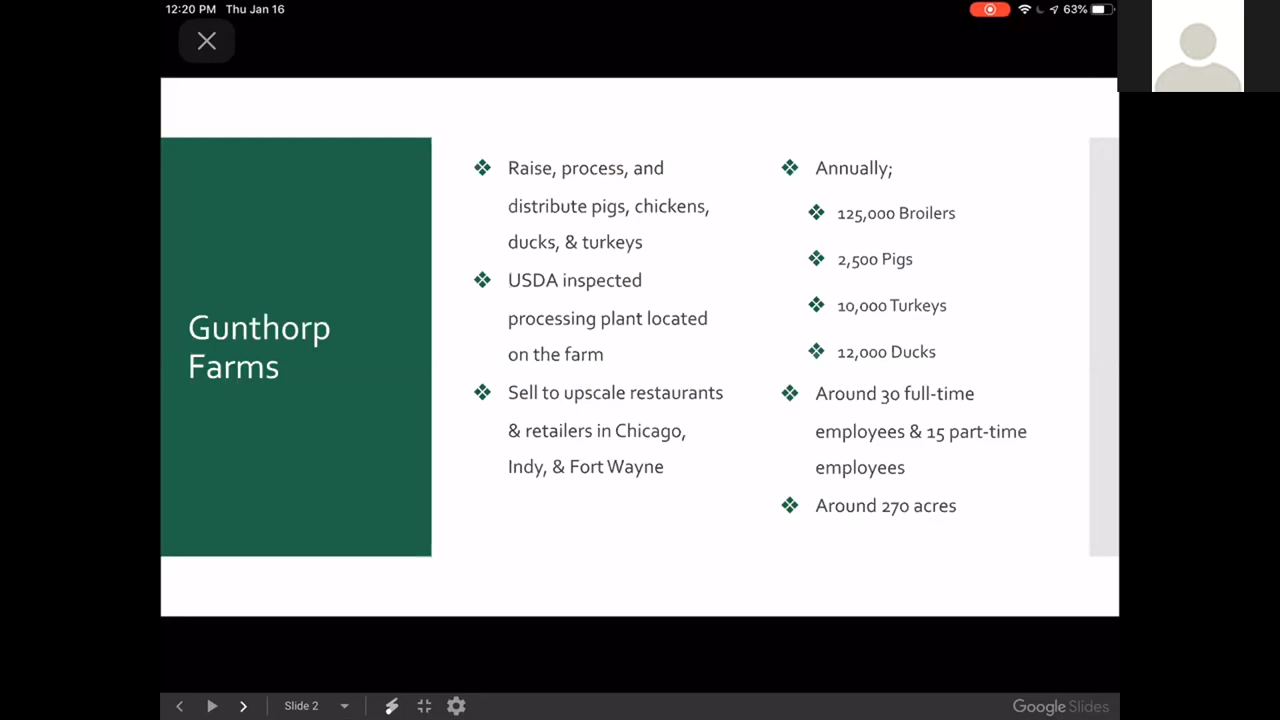 12:20 PM Thu Jan 16
63%
Gunthorp
Farms
❖ Raise, process, and
distribute pigs, chickens,
ducks, & turkeys
❖ USDA inspected
processing plant located
on the farm
❖ Sell to upscale restaurants
& retailers in Chicago,
Indy, & Fort Wayne
❖ Annually;
❖ 125,000 Broilers
❖ 2,500 Pigs
❖ 10,000 Turkeys
❖ 12,000 Ducks
❖ Around 30 full-time
employees & 15 part-time
employees
❖ Around 270 acres
Slide 2
Google Slides